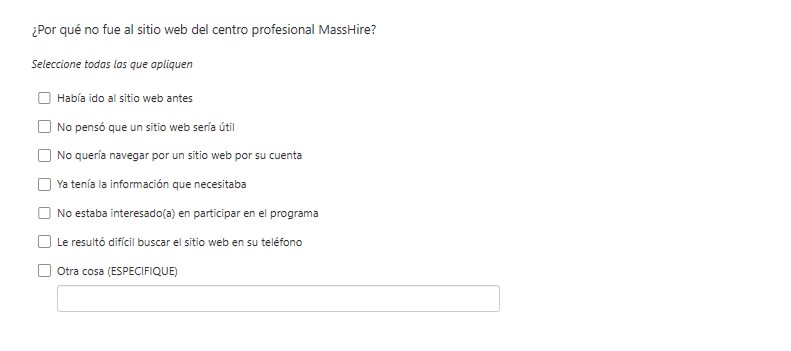 ¿Por qué no fue al sitio web del centro profesional MassHire?
Seleccione todas las que apliquen
Había ido al sitio web antes
No pensó que un sitio web sería útil
No quería navegar por un sitio web por su cuenta
Ya tenía la información que necesitaba
No estaba interesado(a) en participar en el programa
Le resultó difícil buscar el sitio web en su teléfono
Otra cosa (ESPECIFIQUE)